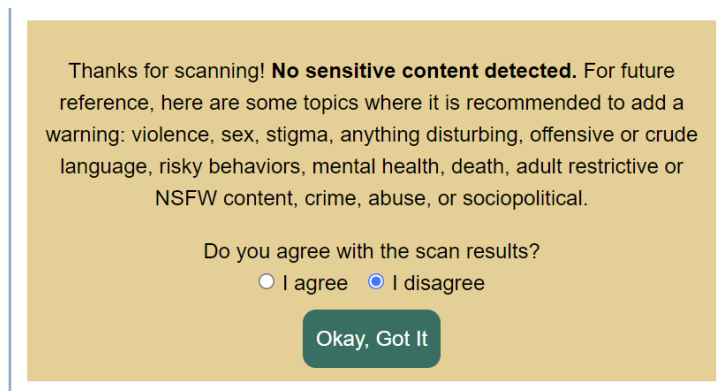 Thanks for scanning! No sensitive content detected. For future
reference, here are some topics where it is recommended to add a
warning: violence, sex, stigma, anything disturbing, offensive or crude
language, risky behaviors, mental health, death, adult restrictive or
NSFW content, crime, abuse, or sociopolitical.
Do you agree with the scan results?
I agree I disagree
Okay, Got It